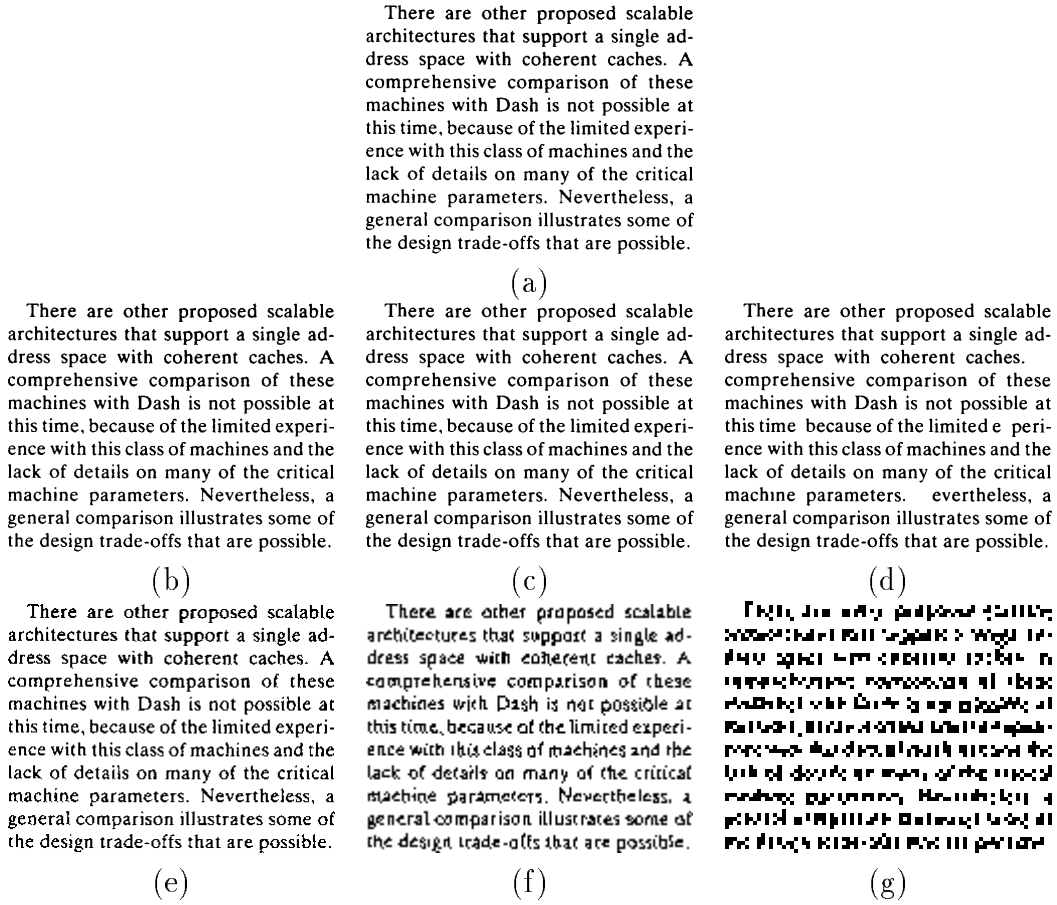 There are other proposed scalable
architectures that support a single ad-
dress space with coherent caches. A
comprehensive comparison of these
machines with Dash is not possible at
this time, because of the limited experi-
ence with this class of machines and the
lack of details on many of the critical
machine parameters. Nevertheless, a
general comparison illustrates some of
the design trade-offs that are possible.
(a)
There are other proposed scalable
architectures that support a single ad-
dress space with coherent caches. A
comprehensive comparison of these
machines with Dash is not possible at
this time, because of the limited experi-
ence with this class of machines and the
lack of details on many of the critical
machine parameters. Nevertheless, a
general comparison illustrates some of
the design trade-offs that are possible.
(b)
There are other proposed scalable
architectures that support a single ad-
dress space with coherent caches. A
comprehensive comparison of these
machines with Dash is not possible at
this time, because of the limited experi-
ence with this class of machines and the
lack of details on many of the critical
machine parameters. Nevertheless, a
general comparison illustrates some of
the design trade-offs that are possible.
(c)
There are other proposed scalable
architectures that support a single ad-
dress space with coherent caches.
comprehensive comparison of these
machines with Dash is not possible at
this time because of the limited e peri-
ence with this class of machines and the
lack of details on many of the critical
machine parameters. evertheless, a
general comparison illustrates some of
the design trade-offs that are possible.
(d)
There are other proposed scalable
architectures that support a single ad-
dress space with coherent caches. A
comprehensive comparison of these
machines with Dash is not possible at
this time, because of the limited experi-
ence with this class of machines and the
lack of details on many of the critical
machine parameters. Nevertheless, a
general comparison illustrates some of
the design trade-offs that are possible.
(e)
There are other proposed scalable
architectures that support a single ad-
dress space with coherent caches. A
comprehensive comparison of these
machines with Dash is not possible at
this time, because of the limited experi-
ence with this class of machines and the
lack of details on many of the critical
machine parameters. Nevertheless, a
general comparison illustrates some of
the design trade-offs that are possible.
(f)
(g)